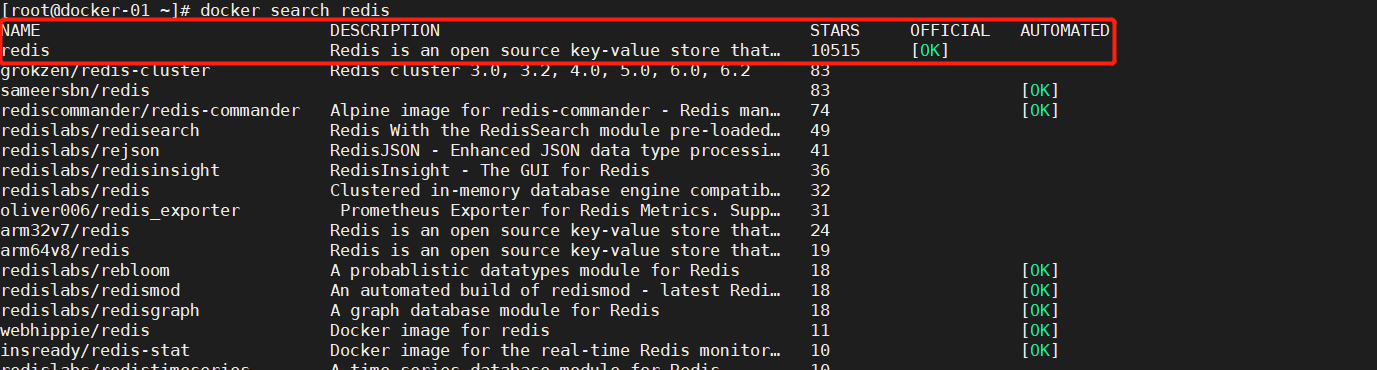 [root@docker-01 ~]# docker search redis
NAME DESCRIPTION STARS OFFICIAL AUTOMATED
redis Redis is an open source key-value store that… 10515 [OK]
grokzen/redis-cluster Redis cluster 3.0, 3.2, 4.0, 5.0, 6.0, 6.2 83
sameersbn/redis 83 [OK]
rediscommander/redis-commander Alpine image for redis-commander - Redis man… 74 [OK]
redislabs/redisearch Redis With the RedisSearch module pre-loaded… 49
redislabs/rejson RedisJSON - Enhanced JSON data type processi… 41
redislabs/redisinsight RedisInsight - The GUI for Redis 36
redislabs/redis Clustered in-memory database engine compatib… 32
oliver006/redis_exporter Prometheus Exporter for Redis Metrics. Supp… 31
arm32v7/redis Redis is an open source key-value store that… 24
arm64v8/redis Redis is an open source key-value store that… 19
redislabs/rebloom A probablistic datatypes module for Redis 18 [OK]
redislabs/redismod An automated build of redismod - latest Redi… 18 [OK]
redislabs/redisgraph A graph database module for Redis 18 [OK]
webhippie/redis Docker image for redis 11 [OK]
insready/redis-stat Docker image for the real-time Redis monitor… 10 [OK]
redislabs/redistimeseries A time series database module for Redis 10